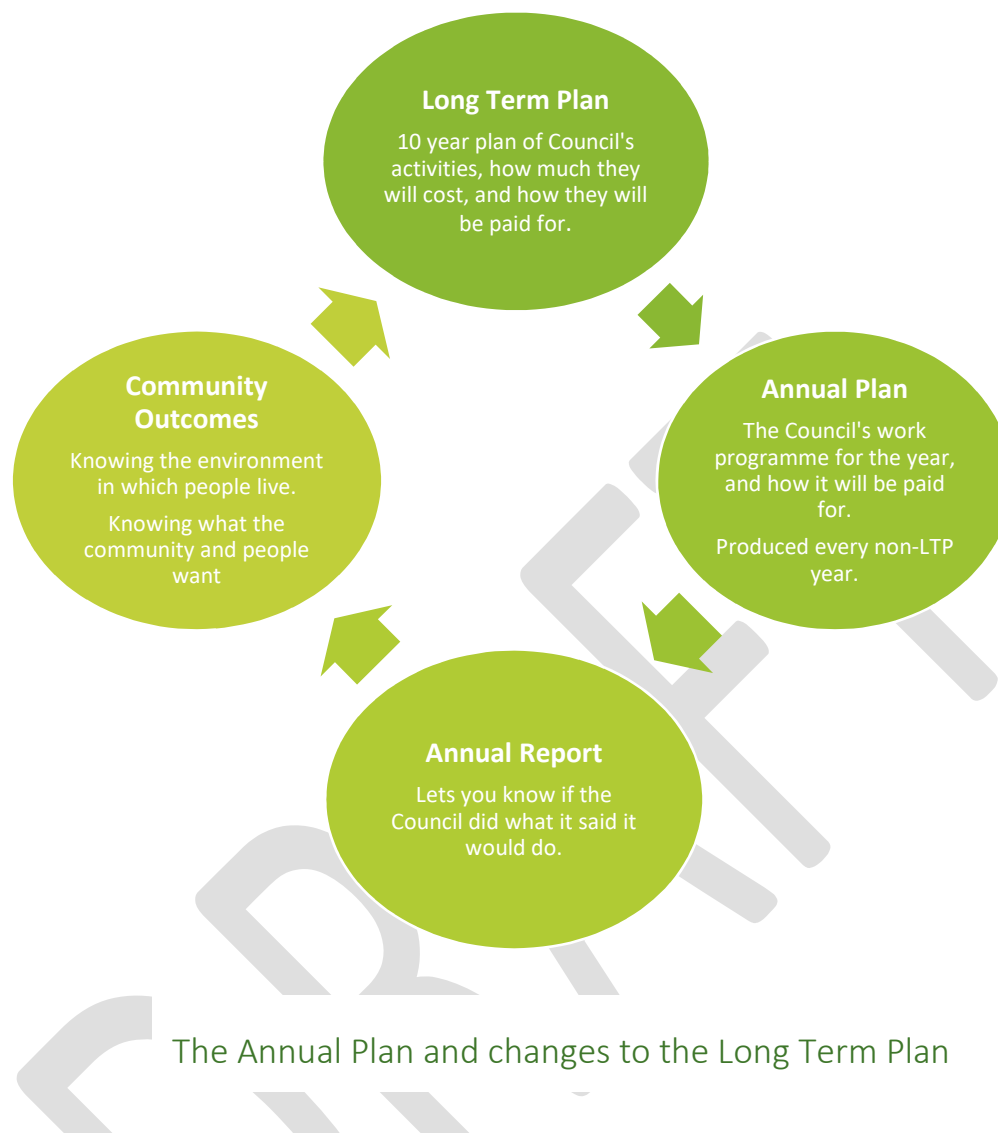 Long Term Plan
10 year plan of Council's
activities, how much they
will cost, and how they will
be paid for.
Annual Plan
The Council's work
programme for the year,
and how it will be paid
for.
Produced every non-LTP
year.
Annual Report
Lets you know if the
Council did what it said it
would do.
Community
Outcomes
Knowing the environment
in which people live.
Knowing what the
community and people
want
The Annual Plan and changes to the Long Term Plan